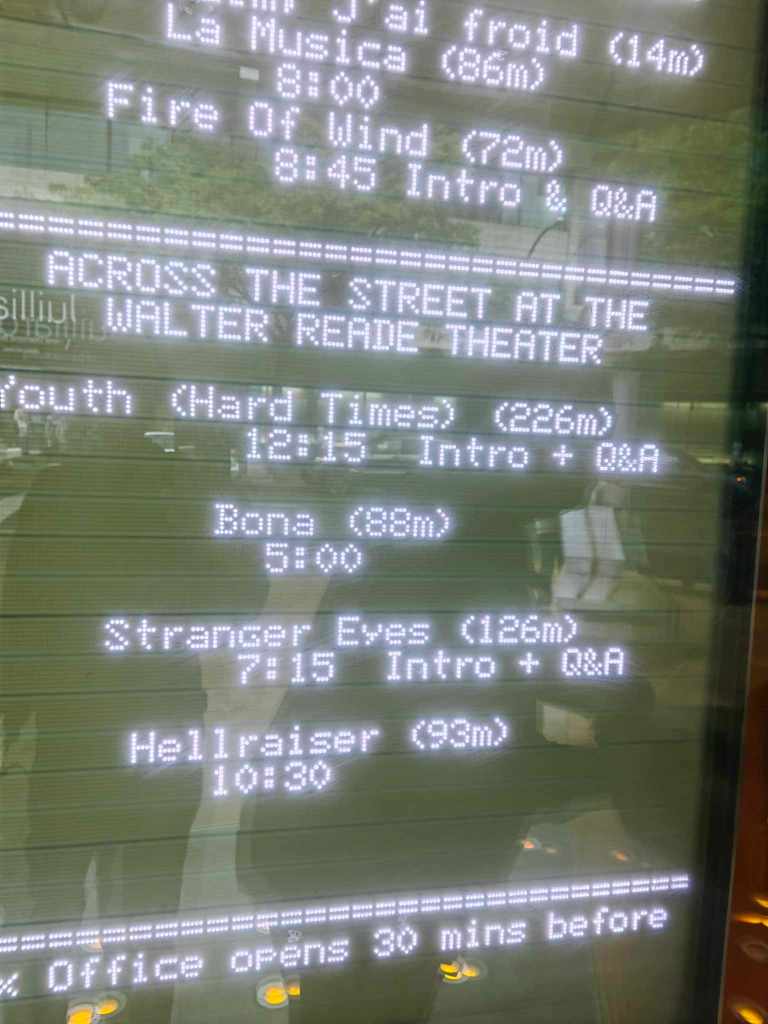 J'ai froid (14m)
La Musica (86m)
8:00
Fire Of Wind (72m)
8:45 Intro & Q&A
ACROSS THE STREET AT THE
WALTER READE THEATER
Youth (Hard Times) (226m)
12:15 Intro + Q&A
Bona (88m)
5:00
Stranger Eyes (126m)
7:15 Intro + Q&A
Hellraiser (93m)
10:30
Office opens 30 mins before